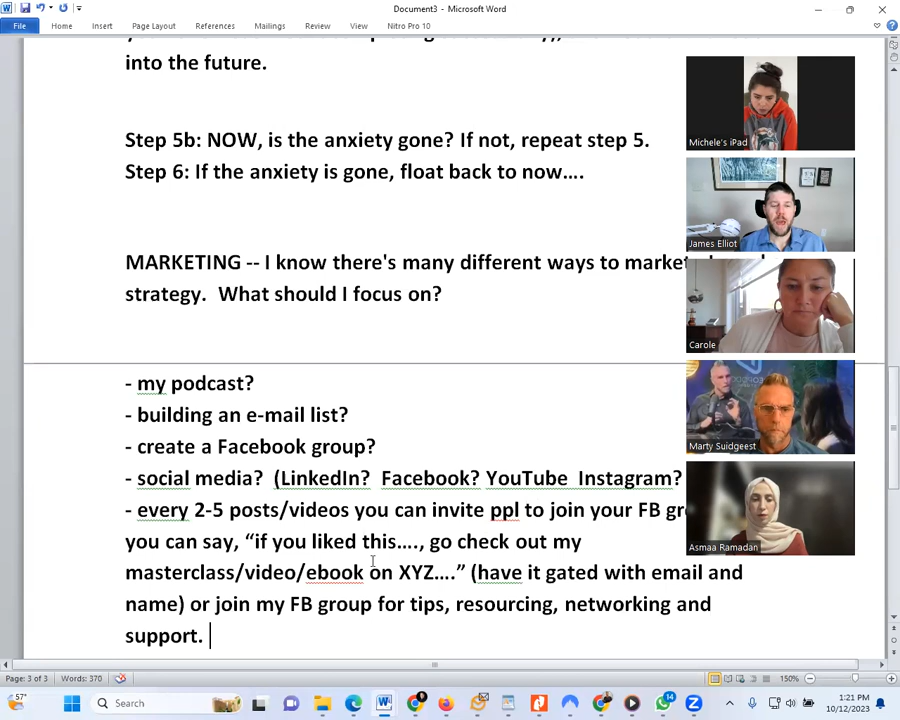 Document3 - Microsoft Word
File Home Insert Page Layout References Mailings Review View Nitro Pro 10
into the future.
Step 5b: NOW, is the anxiety gone? If not, repeat step 5.
Step 6: If the anxiety is gone, float back to now....
MARKETING -- I know there's many different ways to market
strategy. What should I focus on?
- my podcast?
- building an e-mail list?
- create a Facebook group?
- social media? (LinkedIn? Facebook? YouTube Instagram?
- every 2-5 posts/videos you can invite ppl to join your FB
you can say, “if you liked this...., go check out my
masterclass/video/ebook on XYZ....” (have it gated with email and
name) or join my FB group for tips, resourcing, networking and
support.
Michele's iPad
James Elliot
Carole
Marty Suidgeest
Asmaa Ramadan
Page: 3 of 3 Words: 370 150%
57°
Search
14
1:21 PM
10/12/2023